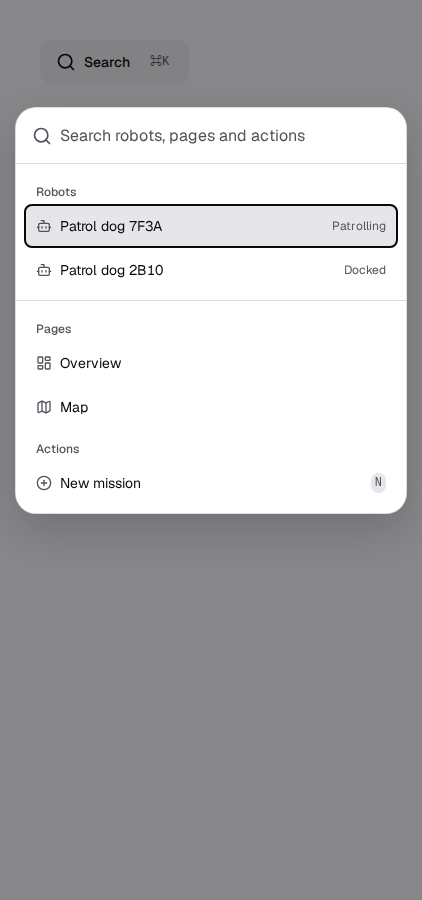 Search ⌘K
Search robots, pages and actions
Robots
Patrol dog 7F3A Patrolling
Patrol dog 2B10 Docked
Pages
Overview
Map
Actions
New mission N